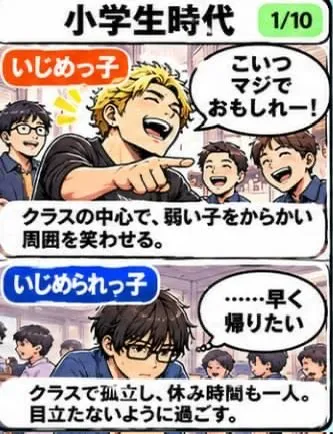 小学生時代
1/10
いじめっ子
こいつ
マジで
おもしれー!
クラスの中心で、弱い子をからかい
周囲を笑わせる。
いじめられっ子
……早く
帰りたい
クラスで孤立し、休み時間も一人。
目立たないように過ごす。